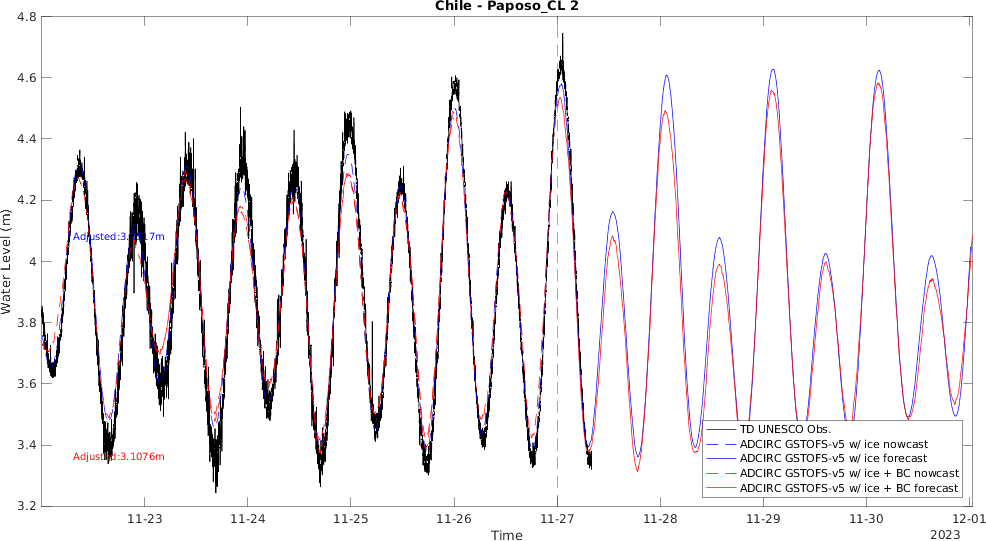 Chile - Paposo_CL 2
4.8
4.6
4.4
4.2
4
3.8
3.6
3.4
3.2
Water Level (m)
Adjusted:3.1076m
TD UNESCO Obs.
ADCIRC GSTOFS-v5 w/ ice nowcast
ADCIRC GSTOFS-v5 w/ ice forecast
ADCIRC GSTOFS-v5 w/ ice + BC nowcast
ADCIRC GSTOFS-v5 w/ ice + BC forecast
11-23
11-24
11-25
11-26
11-27
11-28
11-29
11-30
12-01
Time
2023